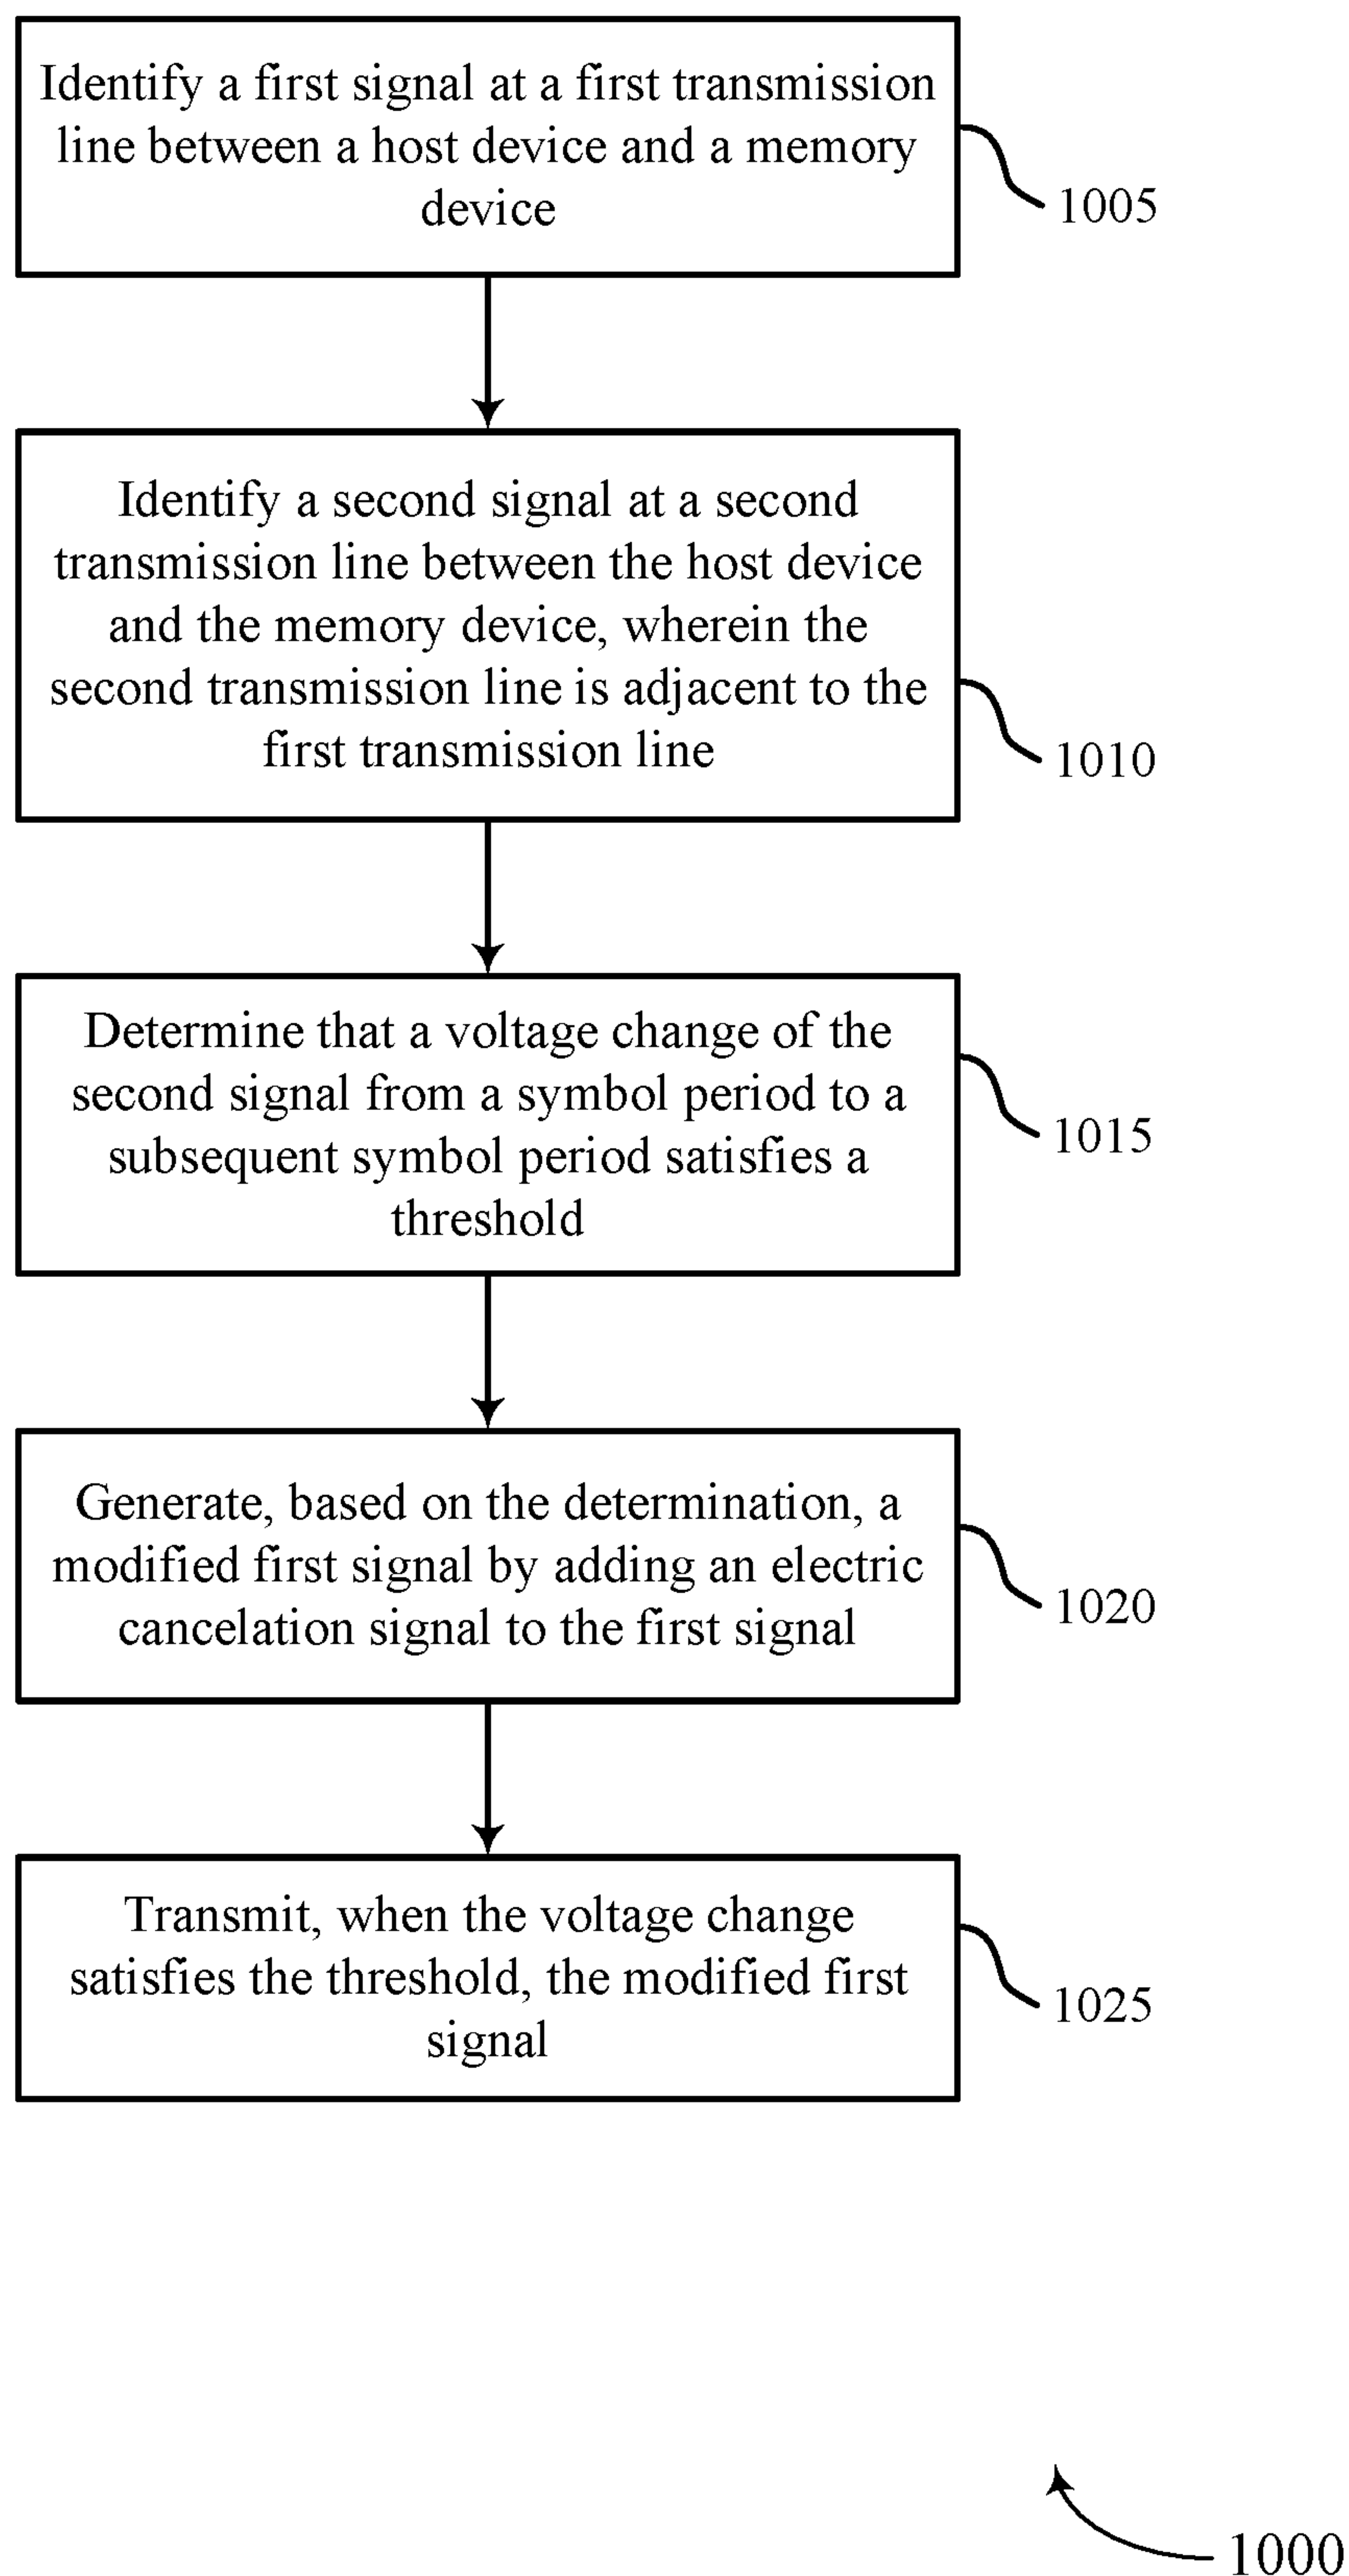 Identify a first signal at a first transmission
line between a host device and a memory
device
1005
Identify a second signal at a second
transmission line between the host device
and the memory device, wherein the
second transmission line is adjacent to the
first transmission line
1010
Determine that a voltage change of the
second signal from a symbol period to a
subsequent symbol period satisfies a
threshold
1015
Generate, based on the determination, a
modified first signal by adding an electric
cancelation signal to the first signal
1020
Transmit, when the voltage change
satisfies the threshold, the modified first
signal
1025
1000